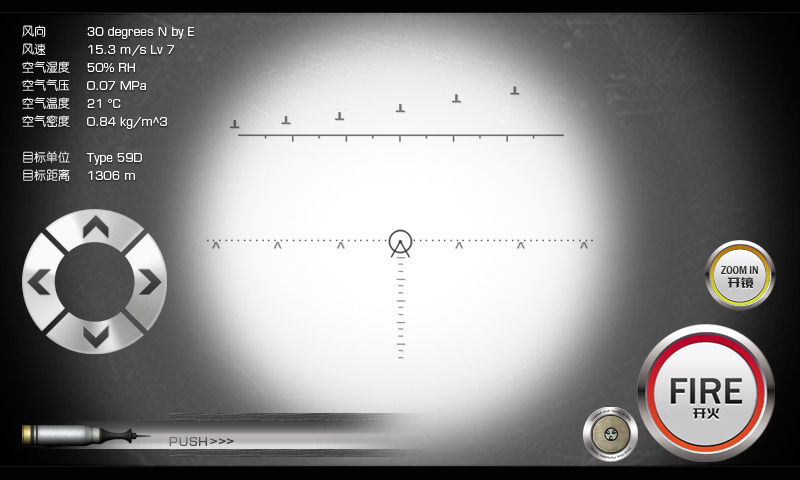 风向 30 degrees N by E
风速 15.3 m/s Lv 7
空气湿度 50% RH
空气气压 0.07 MPa
空气温度 21 °C
空气密度 0.84 kg/m^3
目标单位 Type 59D
目标距离 1306 m
ZOOM IN
开镜
FIRE
开火
PUSH>>>